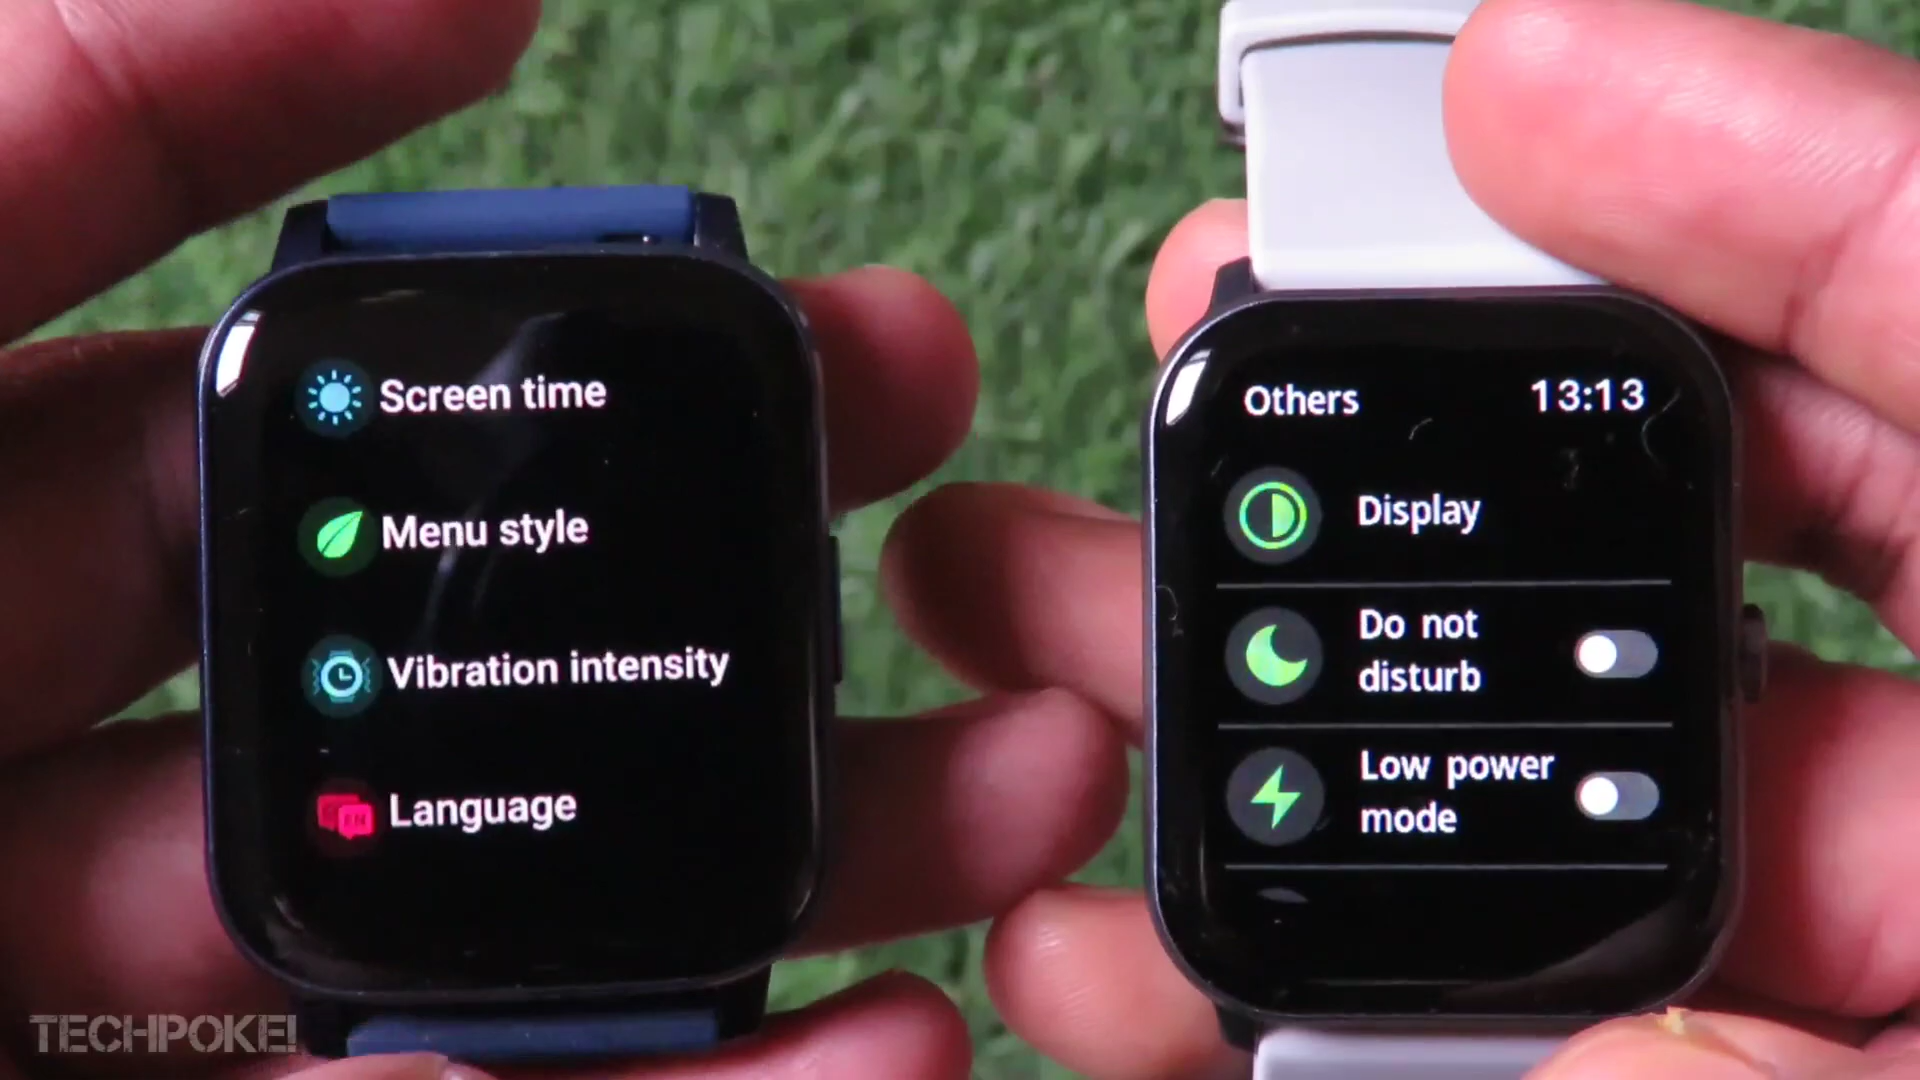 Screen time
Menu style
Vibration intensity
Language
Others 13:13
Display
Do not
disturb
Low power
mode
TECHPOKE!